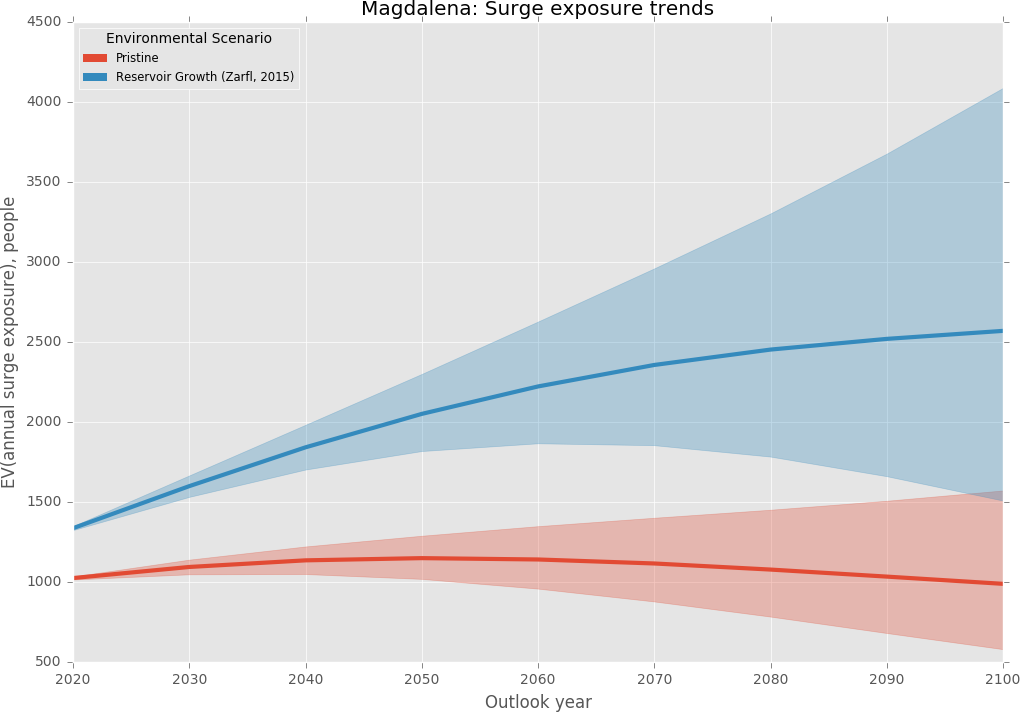 Magdalena: Surge exposure trends
4500
4000
3500
3000
2500
2000
1500
1000
500
EV(annual surge exposure), people
Environmental Scenario
Pristine
Reservoir Growth (Zarfl, 2015)
2020 2030 2040 2050 2060 2070 2080 2090 2100
Outlook year